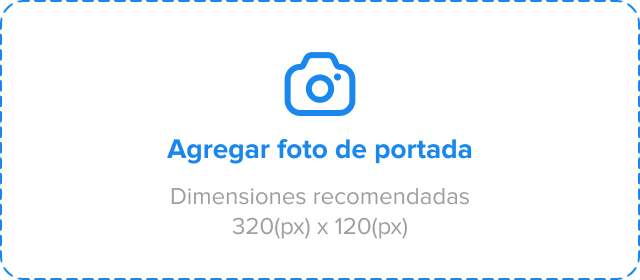 Agregar foto de portada
Dimensiones recomendadas
320(px) x 120(px)